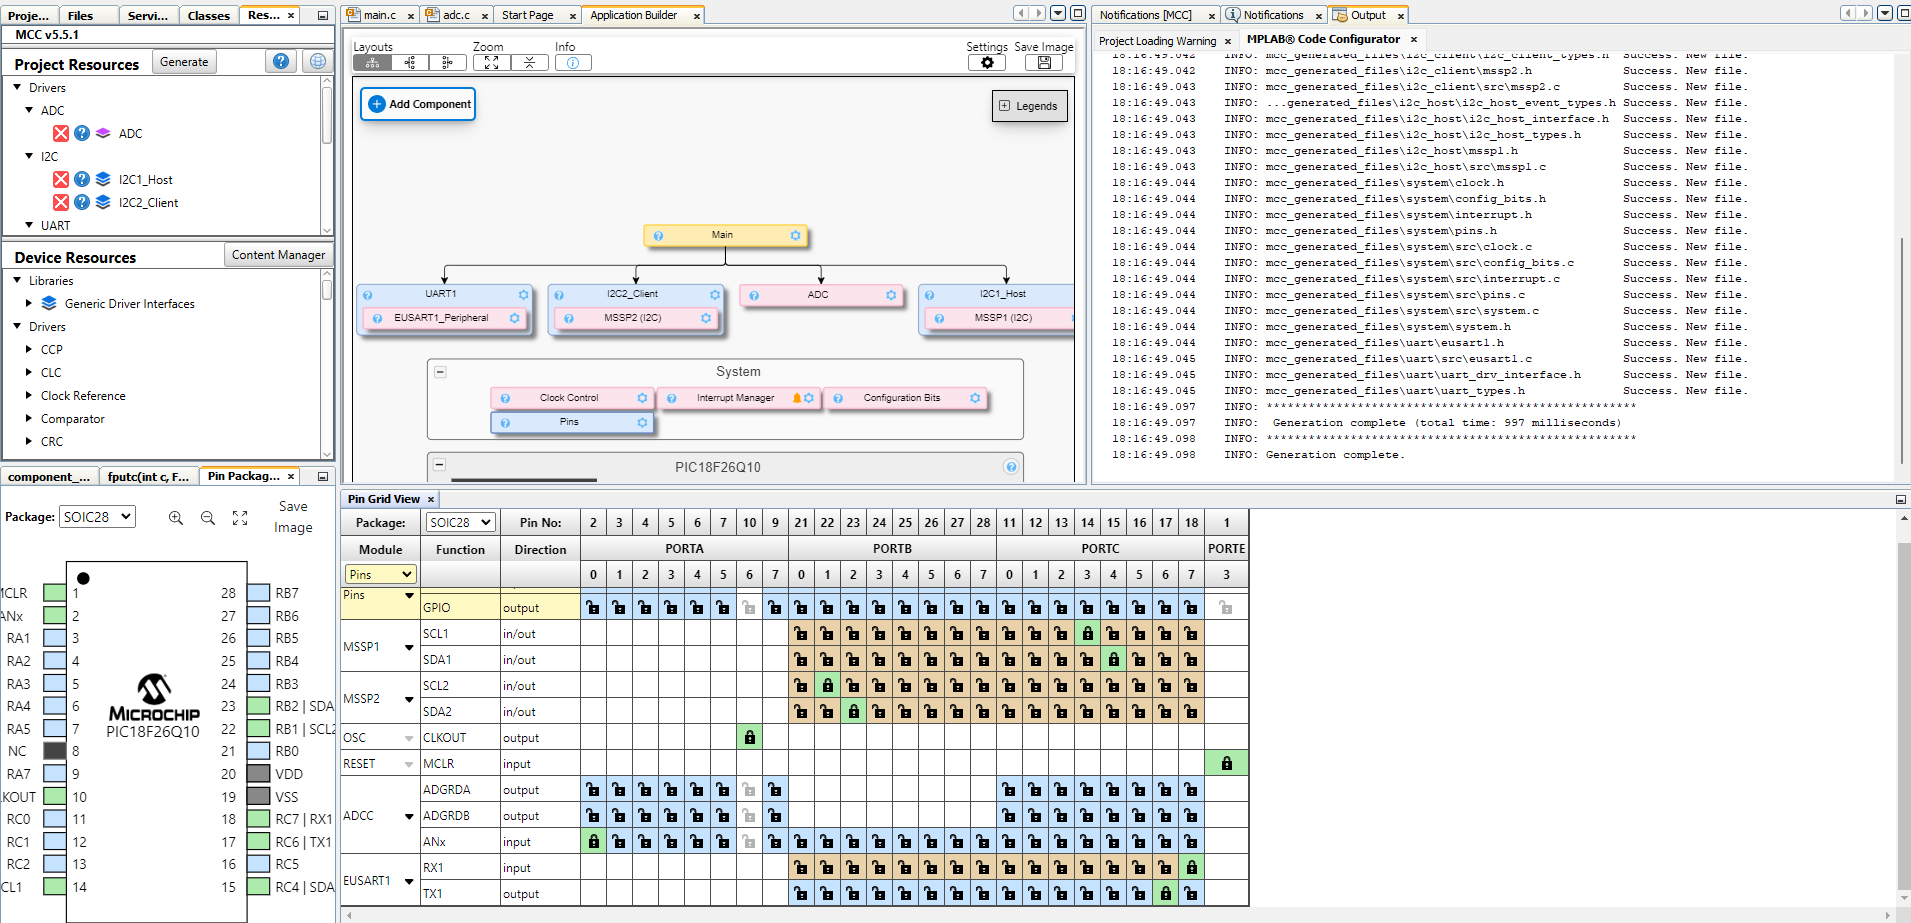 Proje...
Files
Servi...
Classes
Res... ×
MCC v5.5.1
Project Resources
Generate
Drivers
ADC
ADC
I2C
I2C1_Host
I2C2_Client
UART
Device Resources
Content Manager
Libraries
Generic Driver Interfaces
Drivers
CCP
CLC
Clock Reference
Comparator
CRC
main.c ×
adc.c ×
Start Page ×
Application Builder ×
Layouts
Zoom
Info
Settings
Save Image
Add Component
Legends
Main
UART1
EUSART1_Peripheral
I2C2_Client
MSSP2 (I2C)
ADC
I2C1_Host
MSSP1 (I2C)
System
Clock Control
Interrupt Manager
Configuration Bits
Pins
PIC18F26Q10
Notifications [MCC] ×
Notifications ×
Output ×
Project Loading Warning ×
MPLAB® Code Configurator ×
18:16:49.042 INFO: mcc_generated_files\i2c_client\i2c_client_types.h Success. New file.
18:16:49.042 INFO: mcc_generated_files\i2c_client\mssp2.h Success. New file.
18:16:49.043 INFO: mcc_generated_files\i2c_client\src\mssp2.c Success. New file.
18:16:49.043 INFO: ...generated_files\i2c_host\i2c_host_event_types.h Success. New file.
18:16:49.043 INFO: mcc_generated_files\i2c_host\i2c_host_interface.h Success. New file.
18:16:49.043 INFO: mcc_generated_files\i2c_host\i2c_host_types.h Success. New file.
18:16:49.043 INFO: mcc_generated_files\i2c_host\mssp1.h Success. New file.
18:16:49.043 INFO: mcc_generated_files\i2c_host\src\mssp1.c Success. New file.
18:16:49.044 INFO: mcc_generated_files\system\clock.h Success. New file.
18:16:49.044 INFO: mcc_generated_files\system\config_bits.h Success. New file.
18:16:49.044 INFO: mcc_generated_files\system\interrupt.h Success. New file.
18:16:49.044 INFO: mcc_generated_files\system\pins.h Success. New file.
18:16:49.044 INFO: mcc_generated_files\system\src\clock.c Success. New file.
18:16:49.044 INFO: mcc_generated_files\system\src\config_bits.c Success. New file.
18:16:49.044 INFO: mcc_generated_files\system\src\interrupt.c Success. New file.
18:16:49.044 INFO: mcc_generated_files\system\src\pins.c Success. New file.
18:16:49.044 INFO: mcc_generated_files\system\src\system.c Success. New file.
18:16:49.044 INFO: mcc_generated_files\system\system.h Success. New file.
18:16:49.044 INFO: mcc_generated_files\uart\eusart1.h Success. New file.
18:16:49.045 INFO: mcc_generated_files\uart\src\eusart1.c Success. New file.
18:16:49.045 INFO: mcc_generated_files\uart\uart_drv_interface.h Success. New file.
18:16:49.045 INFO: mcc_generated_files\uart\uart_types.h Success. New file.
18:16:49.097 INFO: *****************************************************
18:16:49.097 INFO: Generation complete (total time: 997 milliseconds)
18:16:49.098 INFO: *****************************************************
18:16:49.098 INFO: Generation complete.
component_...
fputc(int c, F...
Pin Packag... ×
Package: SOIC28
Save Image
MCLR 1 28 RB7
ANx 2 27 RB6
RA1 3 26 RB5
RA2 4 25 RB4
RA3 5 24 RB3
RA4 6 23 RB2 | SDA
RA5 7 22 RB1 | SCL2
NC 8 21 RB0
RA7 9 20 VDD
LKOUT 10 19 VSS
RC0 11 18 RC7 | RX1
RC1 12 17 RC6 | TX1
RC2 13 16 RC5
CL1 14 15 RC4 | SDA
MICROCHIP
PIC18F26Q10
Pin Grid View ×
Package: SOIC28 Pin No: 2 3 4 5 6 7 10 9 21 22 23 24 25 26 27 28 11 12 13 14 15 16 17 18 1
Module Function Direction PORTA PORTB PORTC PORTE
Pins 0 1 2 3 4 5 6 7 0 1 2 3 4 5 6 7 0 1 2 3 4 5 6 7 3
Pins GPIO output
MSSP1 SCL1 in/out
SDA1 in/out
MSSP2 SCL2 in/out
SDA2 in/out
OSC CLKOUT output
RESET MCLR input
ADCC ADGRDA output
ADGRDB output
ANx input
EUSART1 RX1 input
TX1 output